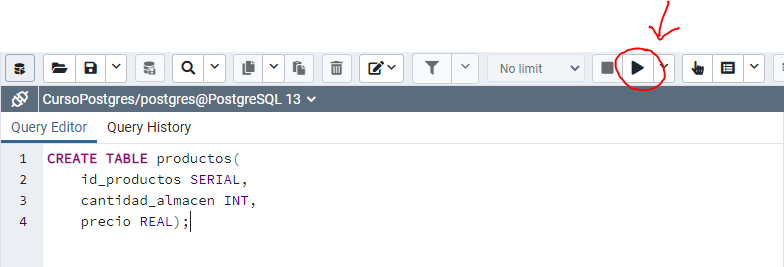 No limit
CursoPostgres/postgres@PostgreSQL 13
Query Editor Query History
1 CREATE TABLE productos(
2 id_productos SERIAL,
3 cantidad_almacen INT,
4 precio REAL);